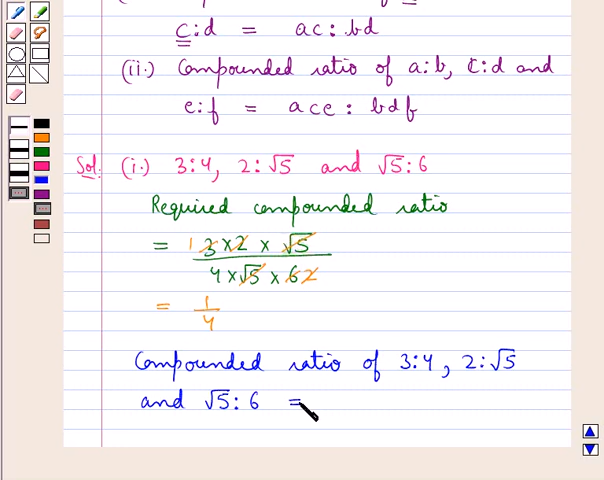 c:d = ac: bd
(ii.) Compounded ratio of a:b, c:d and
e:f = ace: bdf
Sol. (i.) 3:4, 2:√5 and √5:6
Required compounded ratio
= 1 3 × 2 × √5
4 × √5 × 6 2
= 1
4
Compounded ratio of 3:4, 2:√5
and √5: 6 =